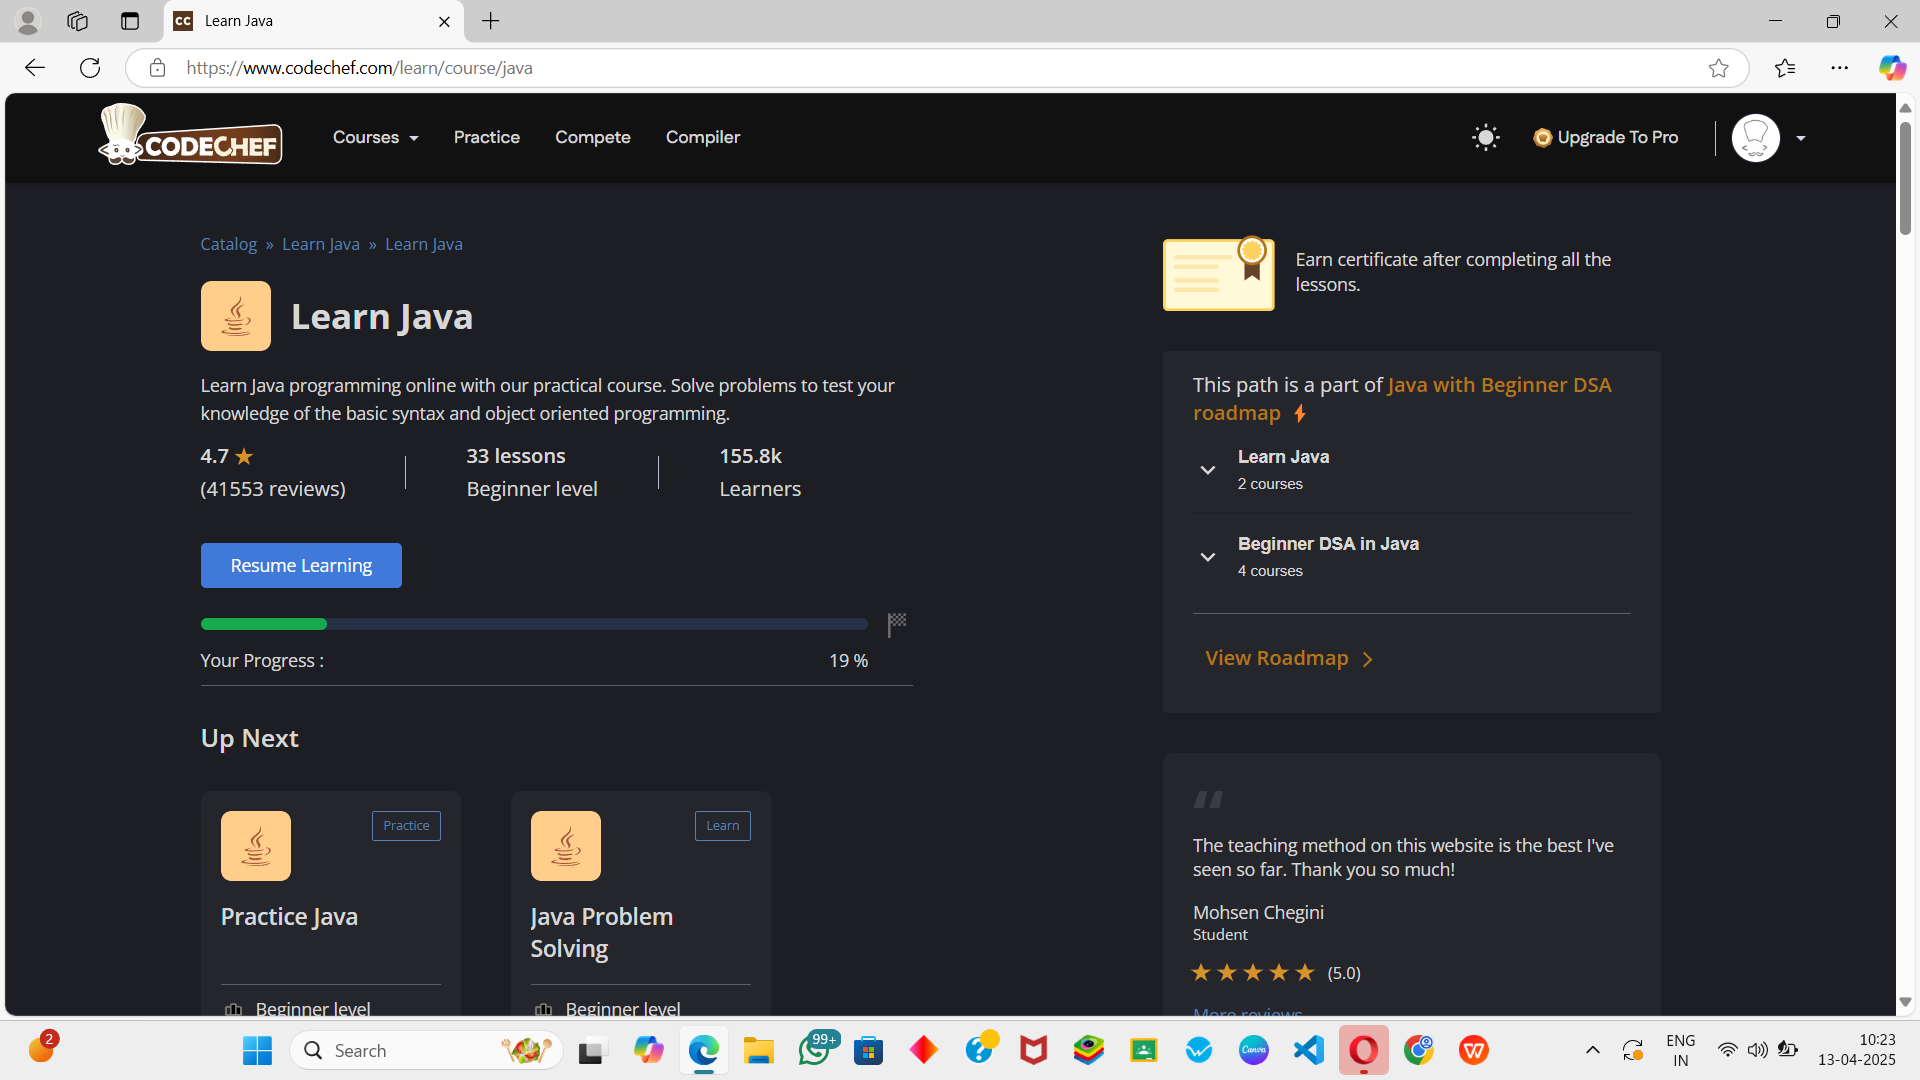 CC Learn Java
https://www.codechef.com/learn/course/java
CODECHEF
Courses
Practice
Compete
Compiler
Upgrade To Pro
Catalog » Learn Java » Learn Java
Learn Java
Learn Java programming online with our practical course. Solve problems to test your
knowledge of the basic syntax and object oriented programming.
4.7
(41553 reviews)
33 lessons
Beginner level
155.8k
Learners
Resume Learning
Your Progress :
19 %
Up Next
Practice
Practice Java
Beginner level
Learn
Java Problem
Solving
Beginner level
Earn certificate after completing all the
lessons.
This path is a part of Java with Beginner DSA
roadmap
Learn Java
2 courses
Beginner DSA in Java
4 courses
View Roadmap
The teaching method on this website is the best I've
seen so far. Thank you so much!
Mohsen Chegini
Student
(5.0)
More reviews
2
Search
99+
Canva
ENG
IN
10:23
13-04-2025